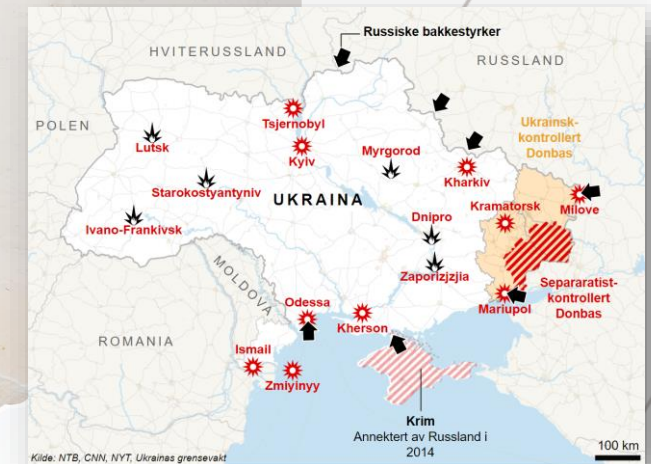 Russiske bakkestyrker
HVITERUSSLAND
RUSSLAND
POLEN
Ukrainsk-
kontrollert
Donbas
Tsjernobyl
Lutsk
Kyiv
Myrgorod
Kharkiv
Starokostyantyniv
UKRAINA
Kramatorsk
Milove
Ivano-Frankivsk
Dnipro
Zaporizjzjia
MOLDOVA
Separaratist-
kontrollert
Donbas
Odessa
Mariupol
Kherson
ROMANIA
Ismail
Zmiyinyy
Krim
Annektert av Russland i
2014
100 km
Kilde: NTB, CNN, NYT, Ukrainas grensevakt